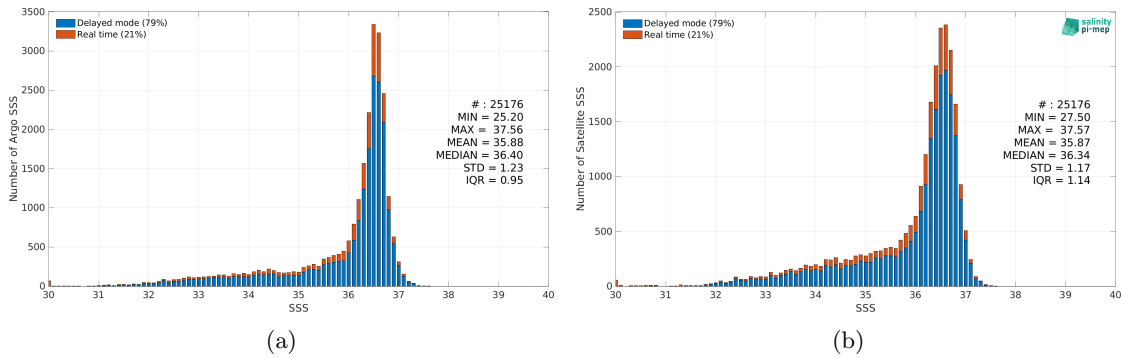 Delayed mode (79%)
Real time (21%)
Number of Argo SSS
3500
3000
2500
2000
1500
1000
500
0
# : 25176
MIN = 25.20
MAX = 37.56
MEAN = 35.88
MEDIAN = 36.40
STD = 1.23
IQR = 0.95
30 31 32 33 34 35 36 37 38 39 40
SSS
(a)
Delayed mode (79%)
Real time (21%)
salinity
pi-mep
Number of Satellite SSS
2500
2000
1500
1000
500
0
# : 25176
MIN = 27.50
MAX = 37.57
MEAN = 35.87
MEDIAN = 36.34
STD = 1.17
IQR = 1.14
30 31 32 33 34 35 36 37 38 39 40
SSS
(b)